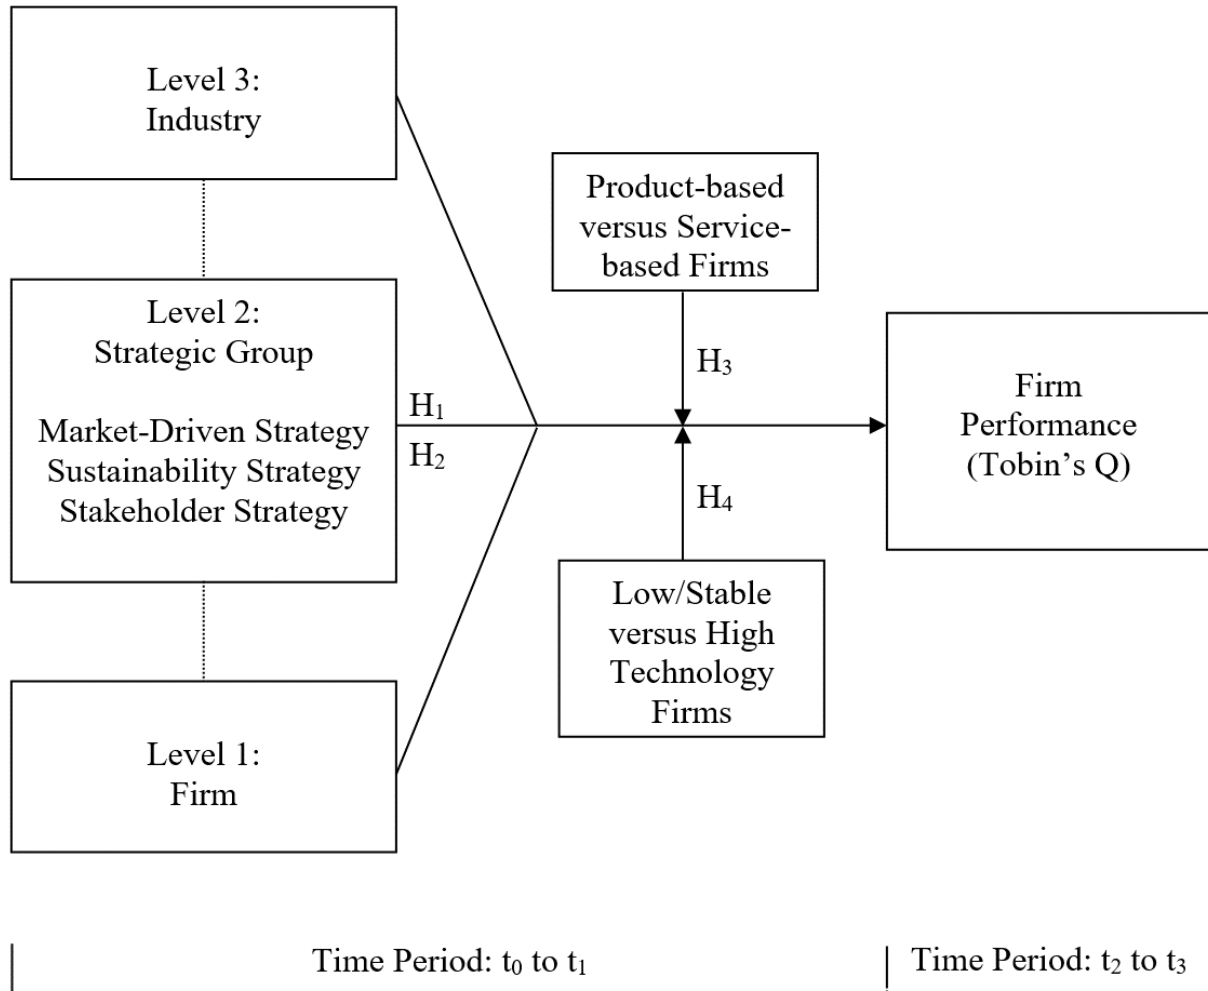 Level 3:
Industry
Product-based
versus Service-
based Firms
Level 2:
Strategic Group
Market-Driven Strategy
Sustainability Strategy
Stakeholder Strategy
H₁
H₂
H₃
H₄
Firm
Performance
(Tobin’s Q)
Low/Stable
versus High
Technology
Firms
Level 1:
Firm
Time Period: t₀ to t₁
Time Period: t₂ to t₃